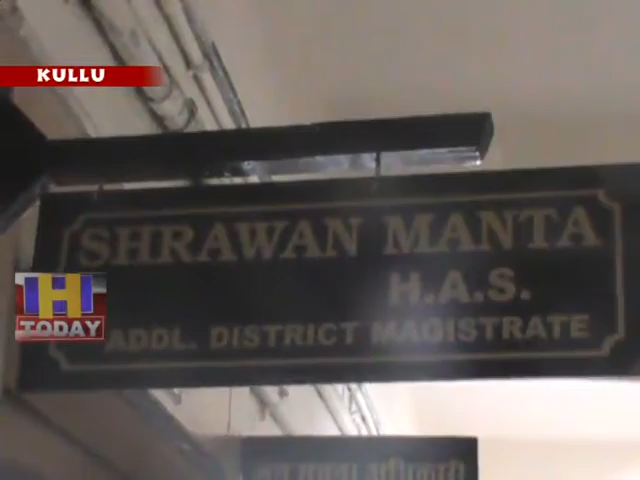 KULLU
SHRAWAN MANTA
H.A.S.
ADDL. DISTRICT MAGISTRATE
H
TODAY